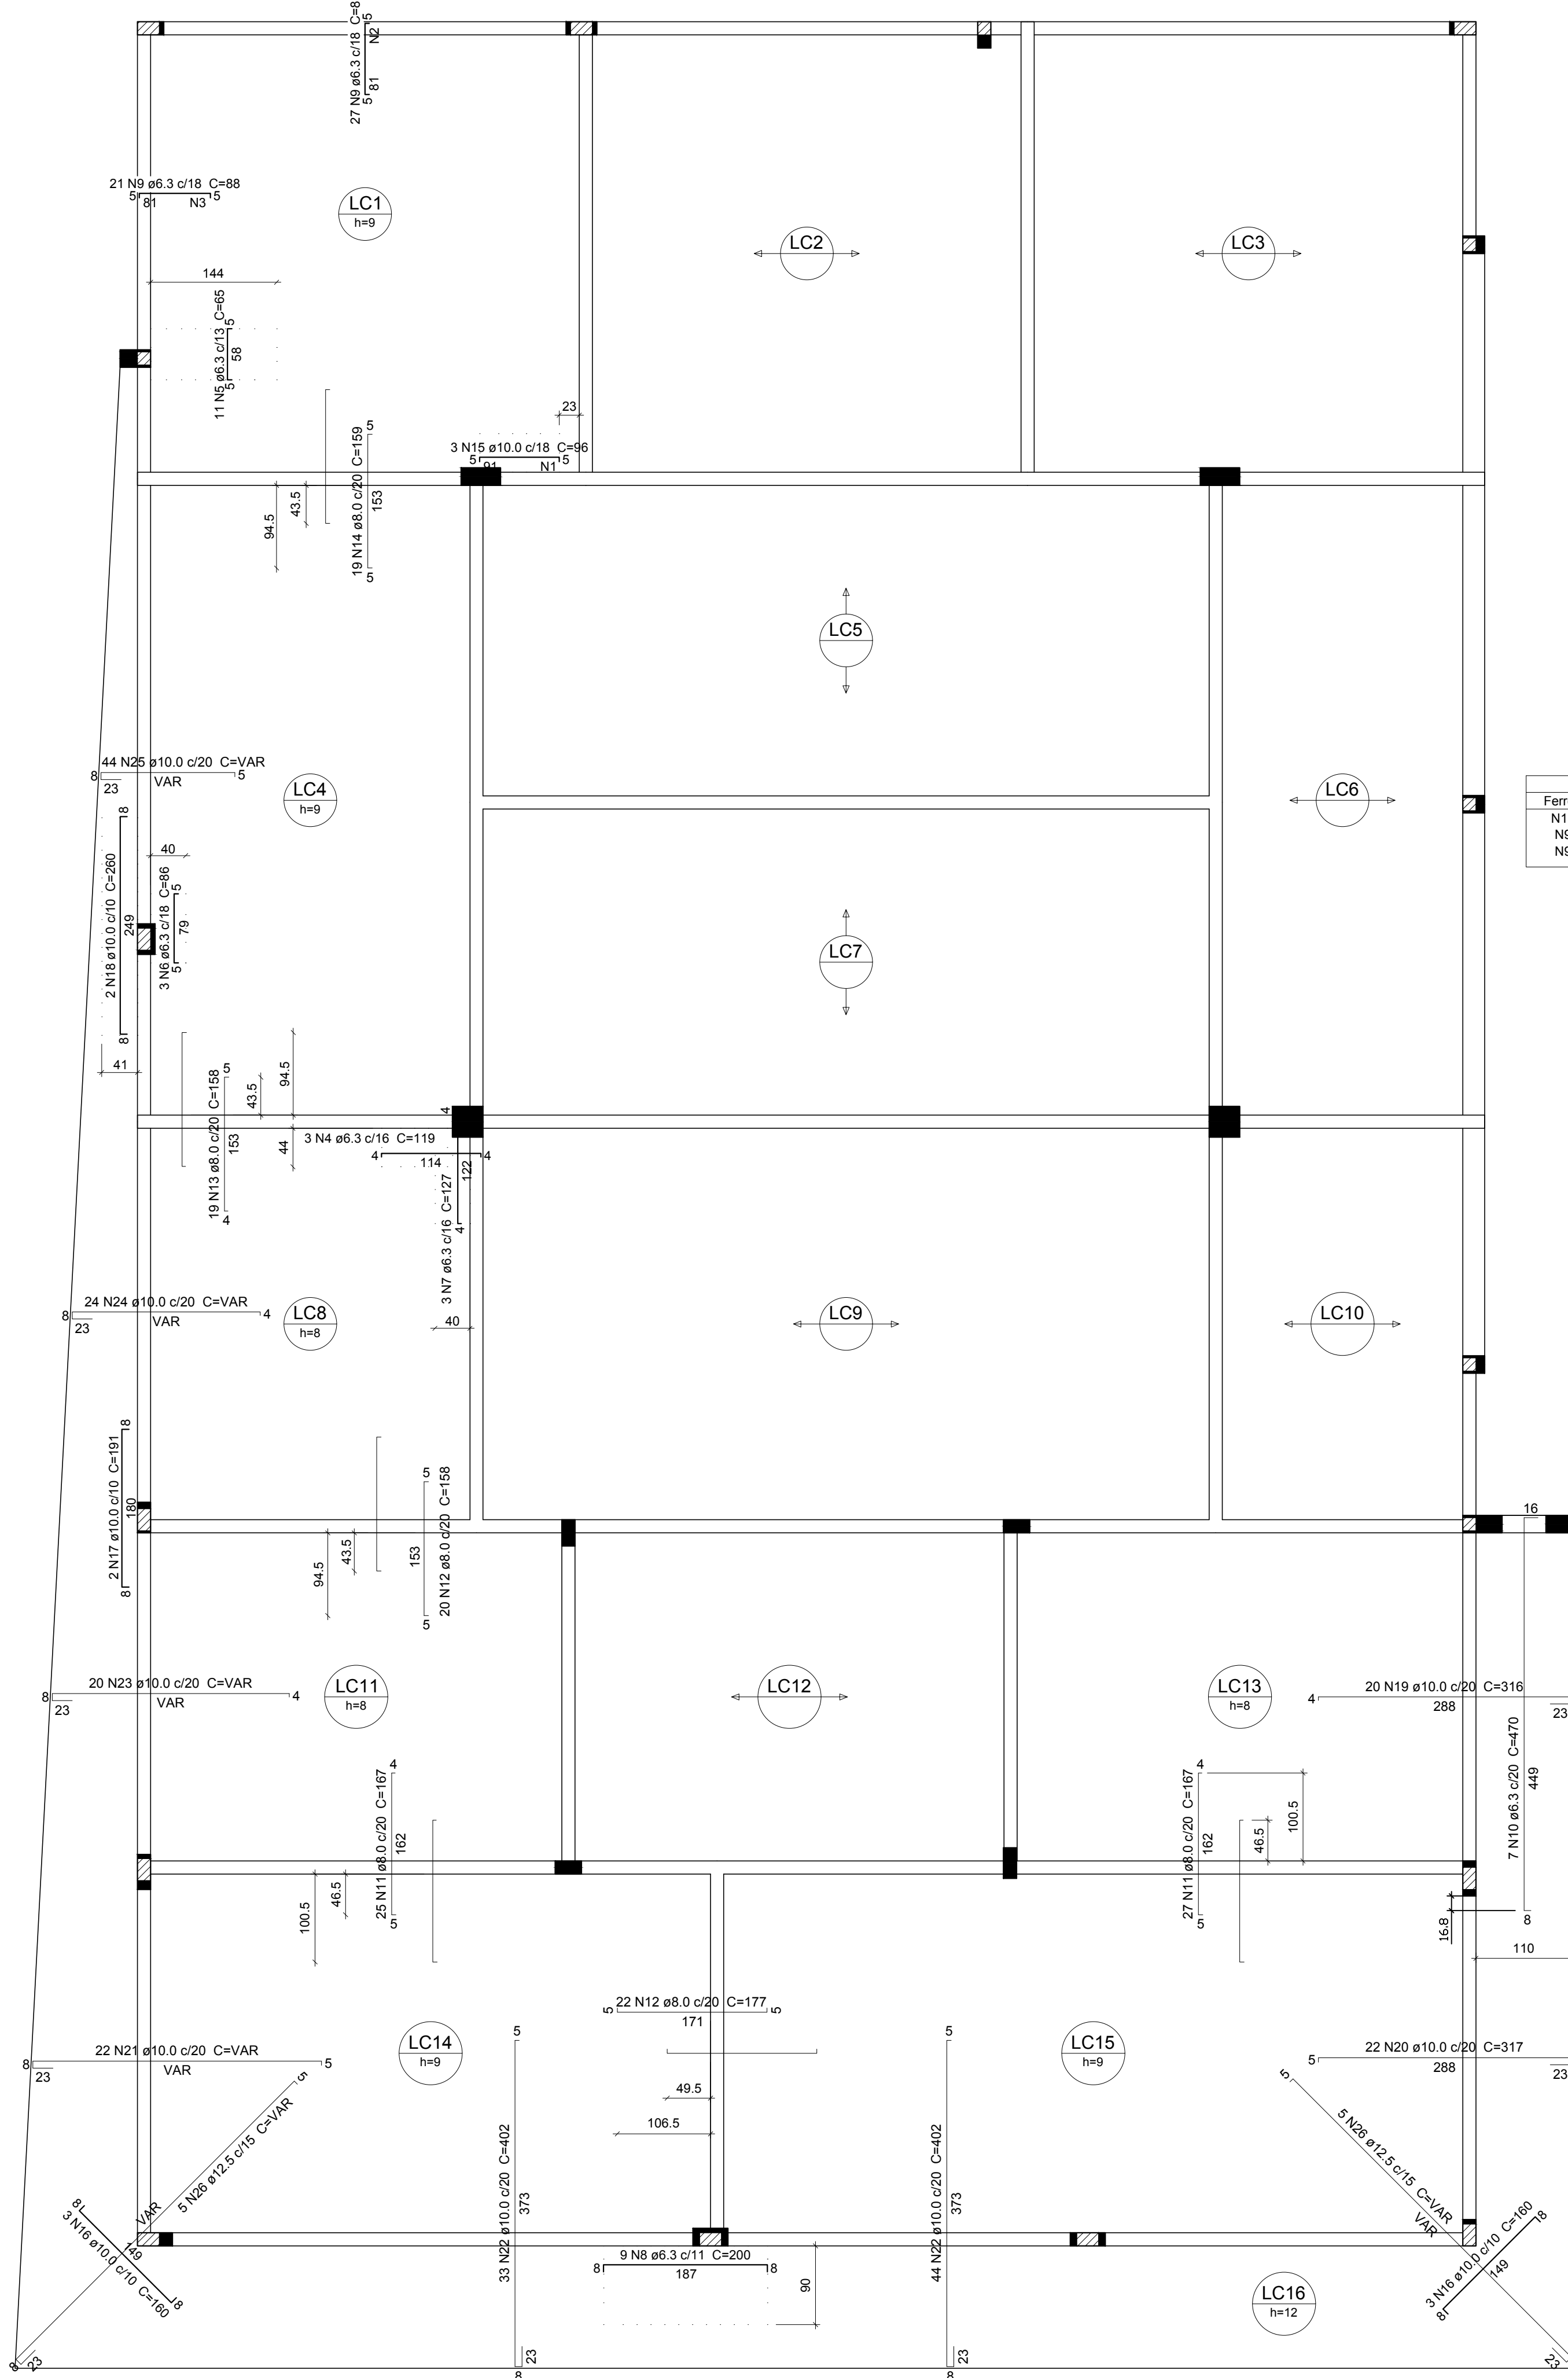 27 N9 ø6.3 c/18 C=8
5
N2
81
5
21 N9 ø6.3 c/18 C=88
5
81
N3
5
LC1
h=9
LC2
LC3
144
11 N5 ø6.3 c/13 C=65
5
58
5
23
3 N15 ø10.0 c/18 C=96
5
91
N1
5
19 N14 ø8.0 c/20 C=159
5
153
5
43.5
94.5
LC5
44 N25 ø10.0 c/20 C=VAR
8
23
VAR
5
LC4
h=9
LC6
Ferr
N1
N9
N9
2 N18 ø10.0 c/10 C=260
8
249
8
40
3 N6 ø6.3 c/18 C=86
5
79
5
41
LC7
19 N13 ø8.0 c/20 C=158
5
153
4
43.5
94.5
44
3 N4 ø6.3 c/16 C=119
4
114
4
3 N7 ø6.3 c/16 C=127
4
122
4
40
24 N24 ø10.0 c/20 C=VAR
8
23
VAR
4
LC8
h=8
LC9
LC10
2 N17 ø10.0 c/10 C=191
8
180
8
20 N12 ø8.0 c/20 C=158
5
153
5
43.5
94.5
16
20 N23 ø10.0 c/20 C=VAR
8
23
VAR
4
LC11
h=8
LC12
LC13
h=8
20 N19 ø10.0 c/20 C=316
4
288
23
7 N10 ø6.3 c/20 C=470
449
8
25 N11 ø8.0 c/20 C=167
4
162
5
46.5
100.5
27 N11 ø8.0 c/20 C=167
4
162
5
46.5
100.5
16.8
110
22 N12 ø8.0 c/20 C=177
5
171
5
22 N21 ø10.0 c/20 C=VAR
8
23
VAR
5
LC14
h=9
LC15
h=9
22 N20 ø10.0 c/20 C=317
5
288
23
49.5
106.5
5 N26 ø12.5 c/15 C=VAR
5
VAR
8
23
33 N22 ø10.0 c/20 C=402
5
373
23
8
44 N22 ø10.0 c/20 C=402
5
373
23
8
5 N26 ø12.5 c/15 C=VAR
5
VAR
23
3 N16 ø10.0 c/10 C=160
8
149
8
9 N8 ø6.3 c/11 C=200
8
187
8
90
LC16
h=12
3 N16 ø10.0 c/10 C=160
8
149
8